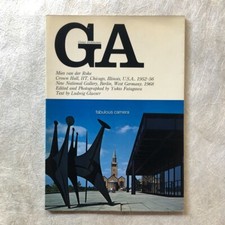 GA
Mies van der Rohe
Crown Hall, IIT, Chicago, Illinois, U.S.A., 1952-56
New National Gallery, Berlin, West Germany, 1968
Edited and Photographed by Yukio Futagawa
Text by Ludwig Glaeser
fabulous corners